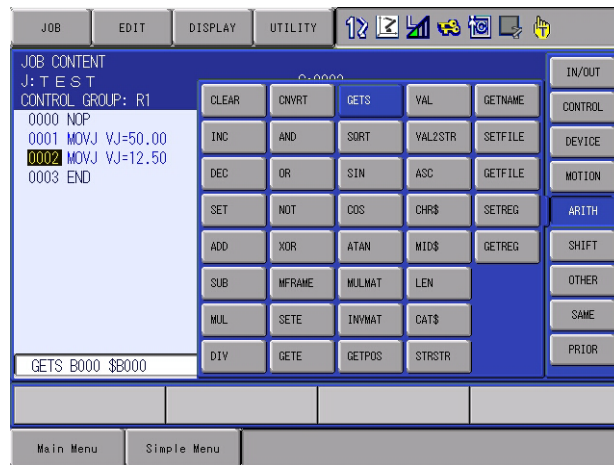 JOB EDIT DISPLAY UTILITY
JOB CONTENT
J:TEST
CONTROL GROUP: R1
0000 NOP
0001 MOVJ VJ=50.00
0002 MOVJ VJ=12.50
0003 END
CLEAR CNVRT GETS VAL GETNAME
INC AND SQRT VAL2STR SETFILE
DEC OR SIN ASC GETFILE
SET NOT COS CHR$ SETREG
ADD XOR ATAN MID$ GETREG
SUB MFRAME MULMAT LEN
MUL SETE INVMAT CAT$
DIV GETE GETPOS STRSTR
IN/OUT
CONTROL
DEVICE
MOTION
ARITH
SHIFT
OTHER
SAME
PRIOR
GETS B000 $B000
Main Menu Simple Menu